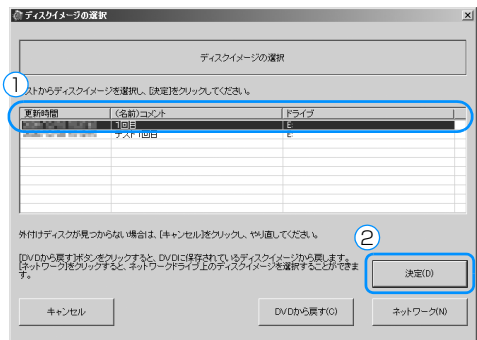 ディスクイメージの選択
ディスクイメージの選択
①
ストからディスクイメージを選択し、[決定]をクリックしてください。
更新時間 (名前)コメント ドライブ
1回目 E:
テスト1回目 E:
外付けディスクが見つからない場合は、[キャンセル]をクリックし、やり直してください。
②
[DVDから戻す]ボタンをクリックすると、DVDに保存されているディスクイメージから戻します。
[ネットワーク]をクリックすると、ネットワークドライブ上のディスクイメージを選択することができま
す。
決定(D)
キャンセル DVDから戻す(C) ネットワーク(N)